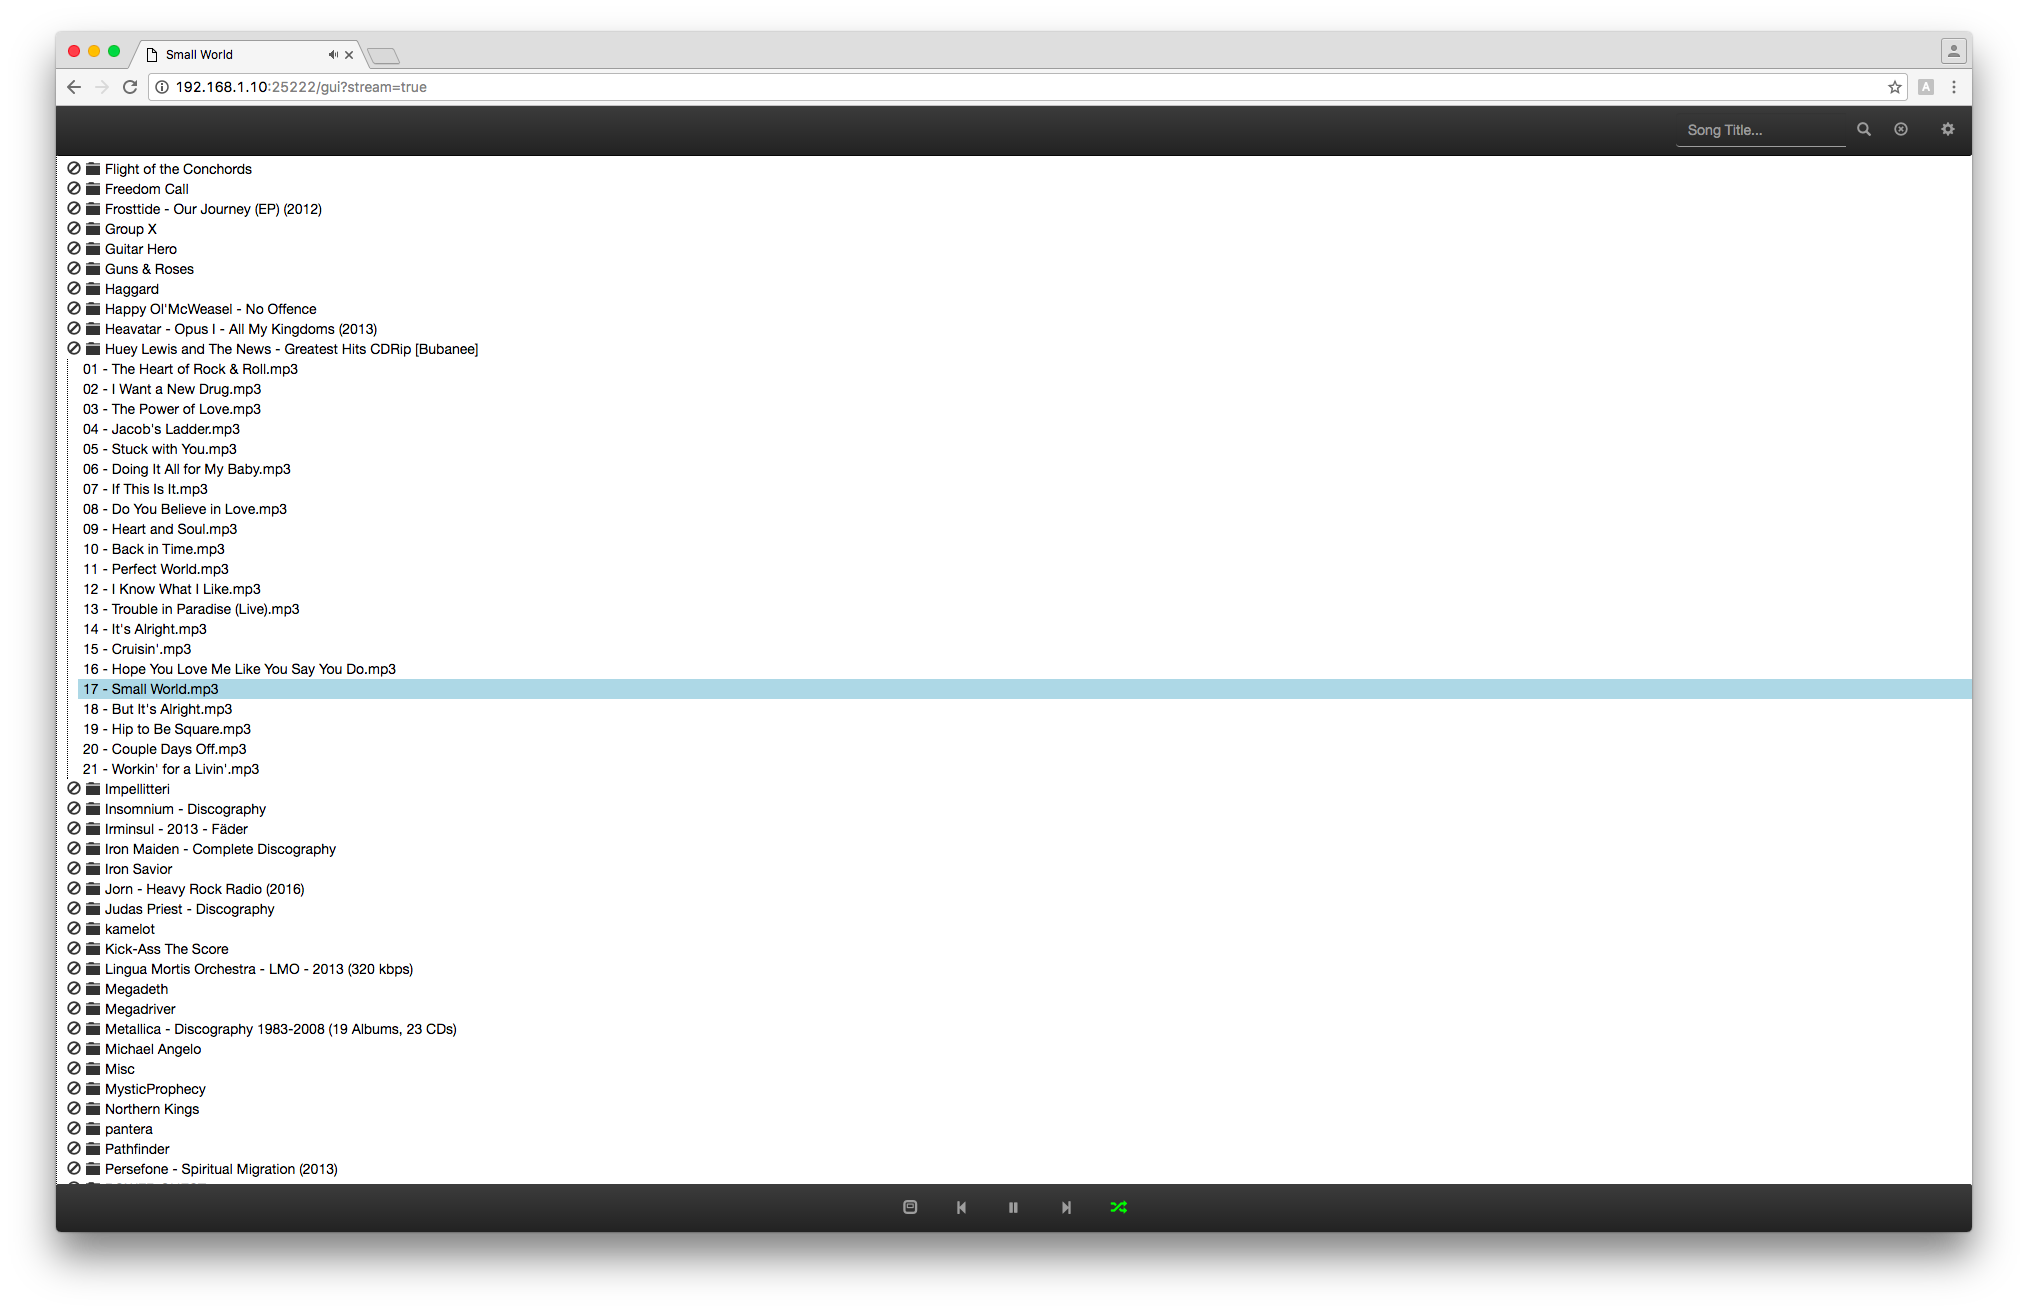 Small World
192.168.1.10:25222/gui?stream=true
A
Song Title...
Flight of the Conchords
Freedom Call
Frosttide - Our Journey (EP) (2012)
Group X
Guitar Hero
Guns & Roses
Haggard
Happy Ol'McWeasel - No Offence
Heavatar - Opus I - All My Kingdoms (2013)
Huey Lewis and The News - Greatest Hits CDRip [Bubanee]
01 - The Heart of Rock & Roll.mp3
02 - I Want a New Drug.mp3
03 - The Power of Love.mp3
04 - Jacob's Ladder.mp3
05 - Stuck with You.mp3
06 - Doing It All for My Baby.mp3
07 - If This Is It.mp3
08 - Do You Believe in Love.mp3
09 - Heart and Soul.mp3
10 - Back in Time.mp3
11 - Perfect World.mp3
12 - I Know What I Like.mp3
13 - Trouble in Paradise (Live).mp3
14 - It's Alright.mp3
15 - Cruisin'.mp3
16 - Hope You Love Me Like You Say You Do.mp3
17 - Small World.mp3
18 - But It's Alright.mp3
19 - Hip to Be Square.mp3
20 - Couple Days Off.mp3
21 - Workin' for a Livin'.mp3
Impellitteri
Insomnium - Discography
Irminsul - 2013 - Fäder
Iron Maiden - Complete Discography
Iron Savior
Jorn - Heavy Rock Radio (2016)
Judas Priest - Discography
kamelot
Kick-Ass The Score
Lingua Mortis Orchestra - LMO - 2013 (320 kbps)
Megadeth
Megadriver
Metallica - Discography 1983-2008 (19 Albums, 23 CDs)
Michael Angelo
Misc
MysticProphecy
Northern Kings
pantera
Pathfinder
Persefone - Spiritual Migration (2013)